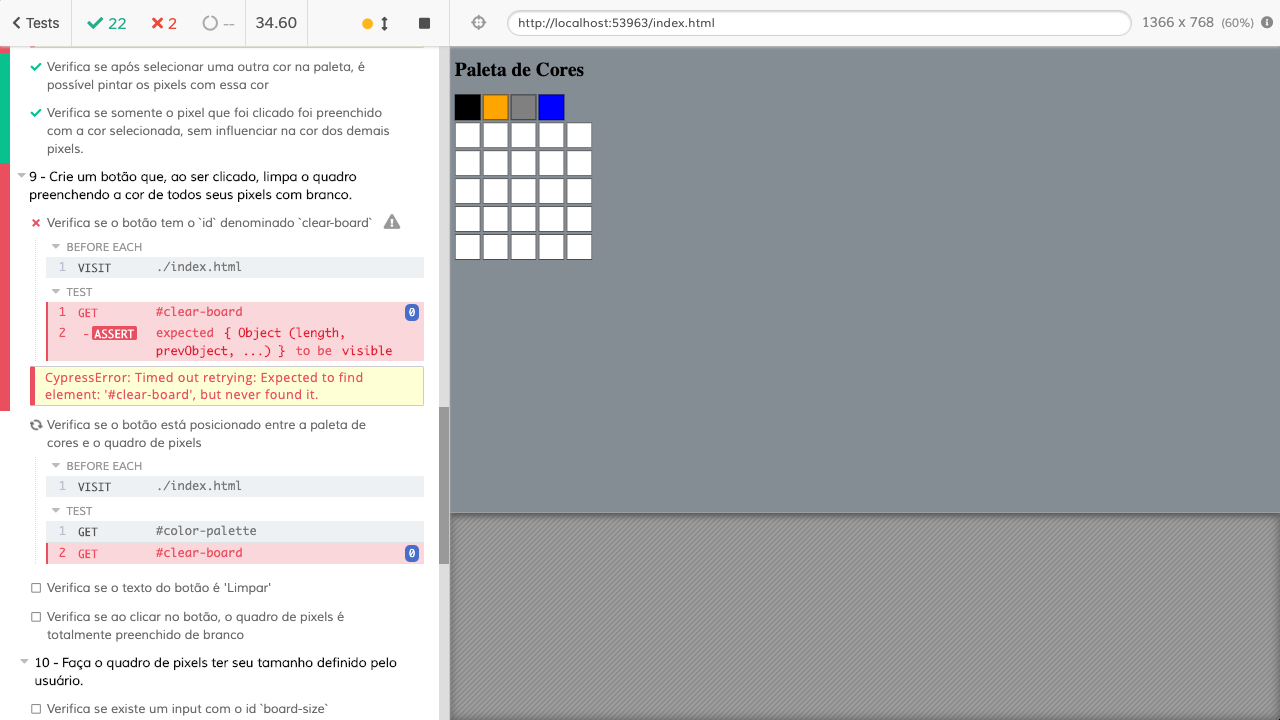 Tests 22 2 -- 34.60 http://localhost:53963/index.html 1366 x 768 (60%)
Verifica se após selecionar uma outra cor na paleta, é
possível pintar os pixels com essa cor
Verifica se somente o pixel que foi clicado foi preenchido
com a cor selecionada, sem influenciar na cor dos demais
pixels.
9 - Crie um botão que, ao ser clicado, limpa o quadro
preenchendo a cor de todos seus pixels com branco.
Verifica se o botão tem o `id` denominado `clear-board`
BEFORE EACH
1 VISIT ./index.html
TEST
1 GET #clear-board 0
2 -ASSERT expected { Object (length,
prevObject, ...) } to be visible
CypressError: Timed out retrying: Expected to find
element: '#clear-board', but never found it.
Verifica se o botão está posicionado entre a paleta de
cores e o quadro de pixels
BEFORE EACH
1 VISIT ./index.html
TEST
1 GET #color-palette
2 GET #clear-board 0
Verifica se o texto do botão é 'Limpar'
Verifica se ao clicar no botão, o quadro de pixels é
totalmente preenchido de branco
10 - Faça o quadro de pixels ter seu tamanho definido pelo
usuário.
Verifica se existe um input com o id `board-size`
Paleta de Cores